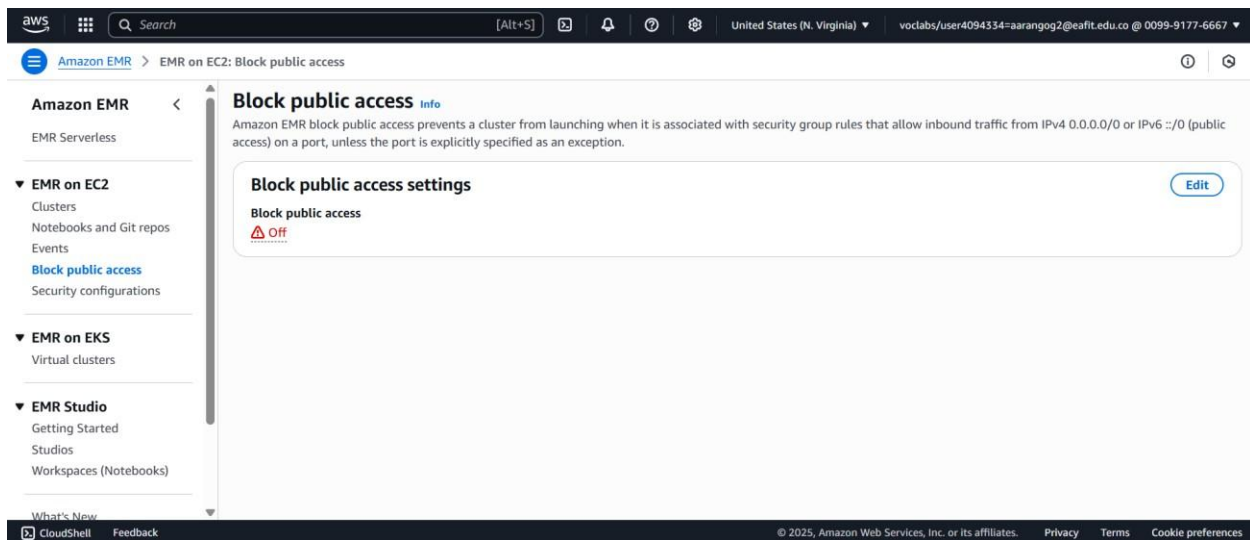 aws Search [Alt+S] United States (N. Virginia) ▼ voclabs/user4094334=aarangog2@eafit.edu.co @ 0099-9177-6667 ▼
Amazon EMR > EMR on EC2: Block public access
Amazon EMR
EMR Serverless
▼ EMR on EC2
Clusters
Notebooks and Git repos
Events
Block public access
Security configurations
▼ EMR on EKS
Virtual clusters
▼ EMR Studio
Getting Started
Studios
Workspaces (Notebooks)
What's New
Block public access Info
Amazon EMR block public access prevents a cluster from launching when it is associated with security group rules that allow inbound traffic from IPv4 0.0.0.0/0 or IPv6 ::/0 (public
access) on a port, unless the port is explicitly specified as an exception.
Block public access settings
Edit
Block public access
Off
CloudShell Feedback © 2025, Amazon Web Services, Inc. or its affiliates. Privacy Terms Cookie preferences